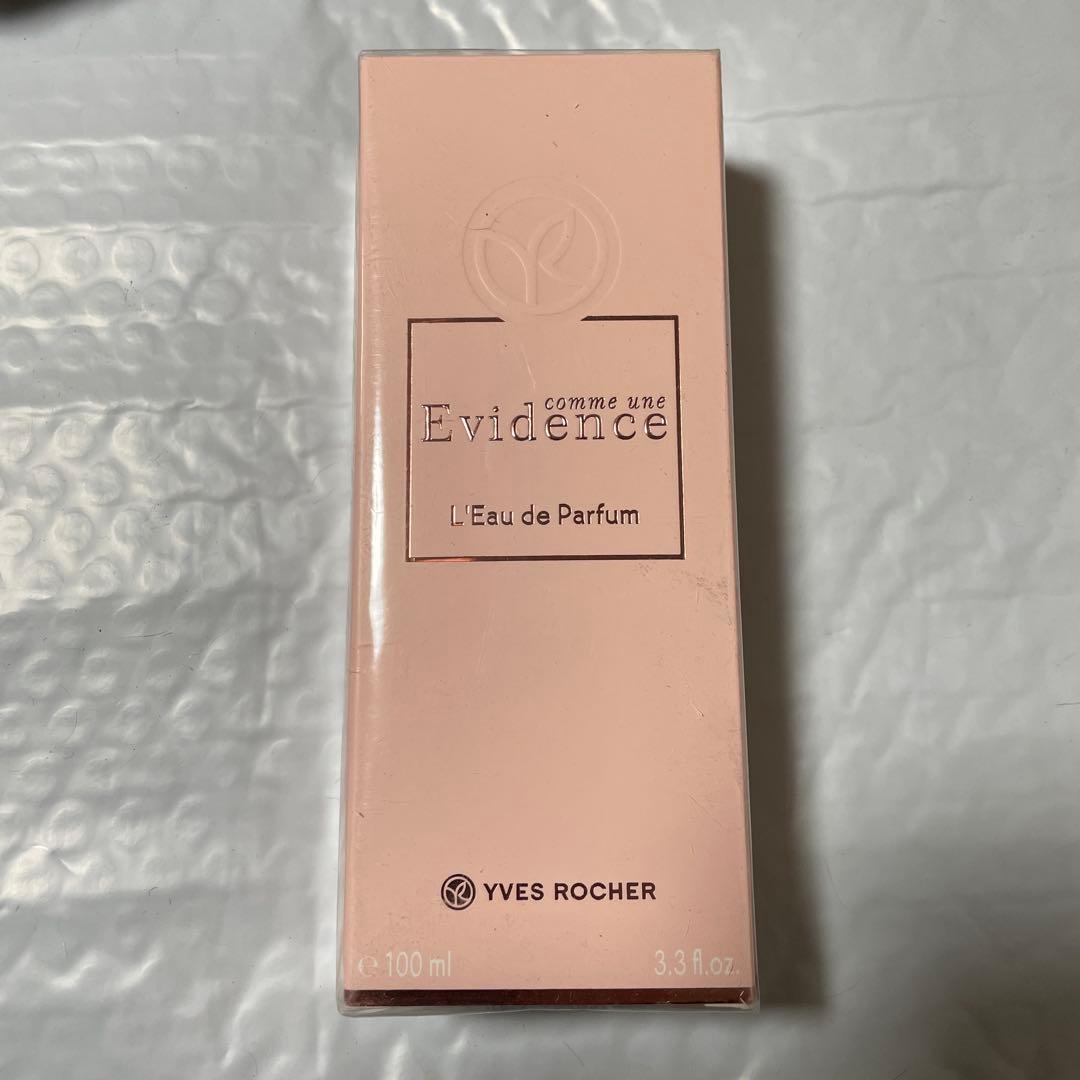 comme une
Evidence
L'Eau de Parfum
YVES ROCHER
℮ 100 ml
3.3 fl.oz.